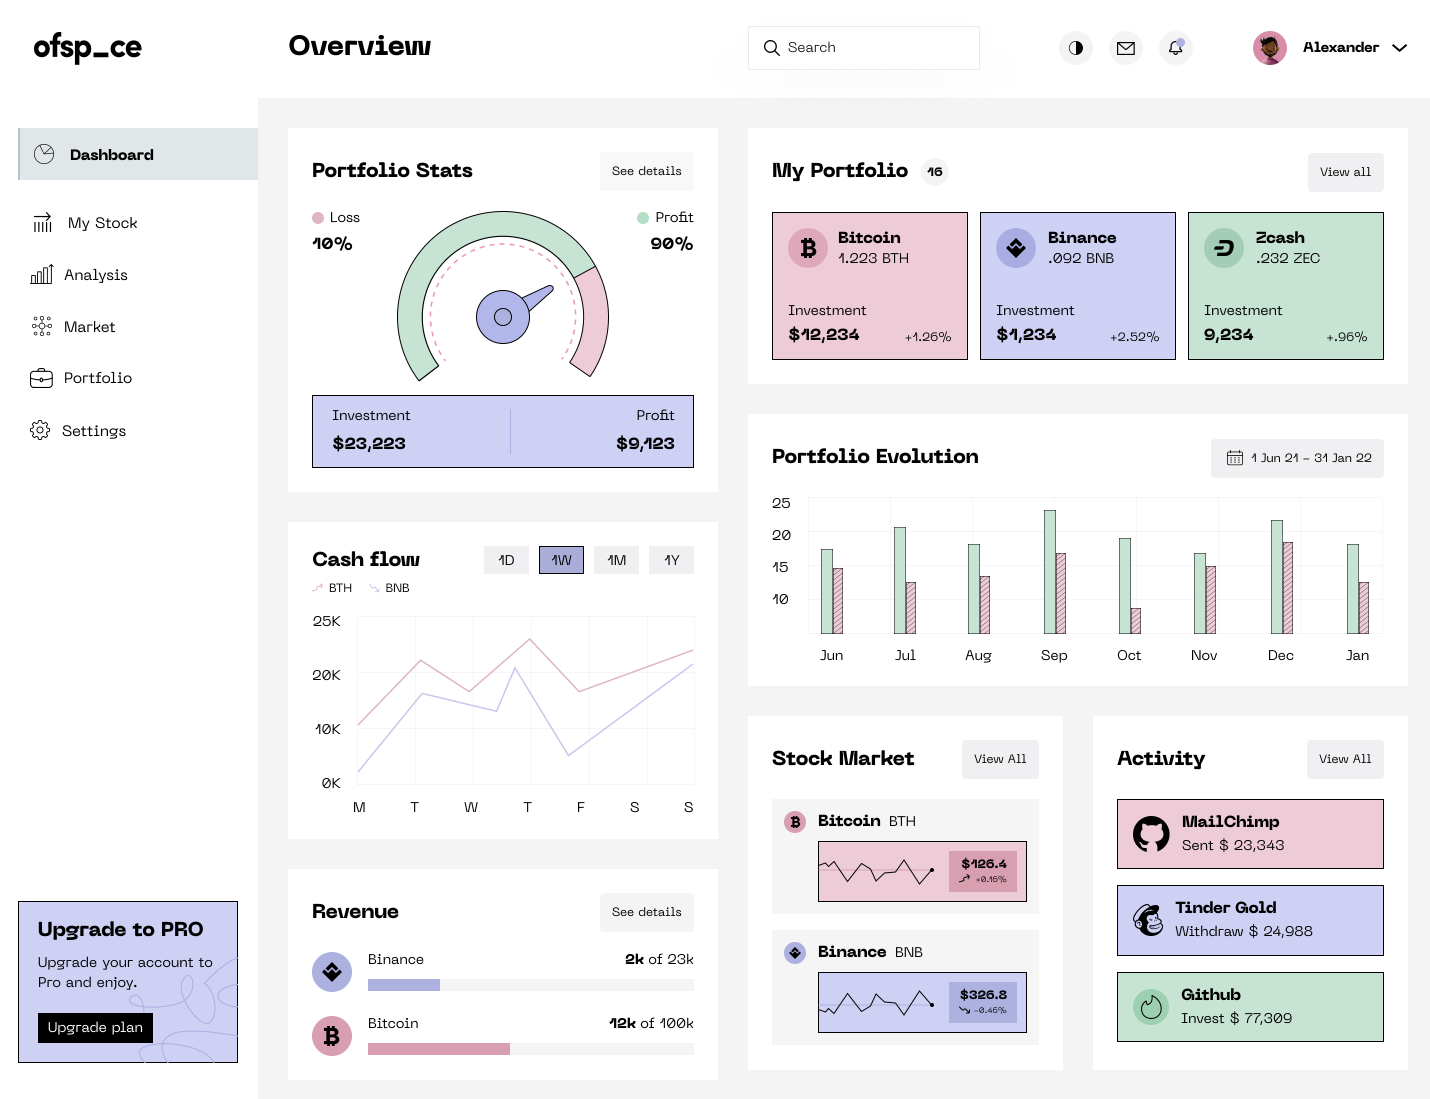 ofsp_ce
Overview
Search
Alexander
Dashboard
My Stock
Analysis
Market
Portfolio
Settings
Upgrade to PRO
Upgrade your account to
Pro and enjoy.
Upgrade plan
Portfolio Stats
See details
Loss
10%
Profit
90%
Investment
$23,223
Profit
$9,123
Cash flow
1D 1W 1M 1Y
BTH BNB
25K
20K
10K
0K
M T W T F S S
Revenue
See details
Binance
2k of 23k
Bitcoin
12k of 100k
My Portfolio 16
View all
Bitcoin
1.223 BTH
Investment
$12,234
+1.26%
Binance
.092 BNB
Investment
$1,234
+2.52%
Zcash
.232 ZEC
Investment
9,234
+.96%
Portfolio Evolution
1 Jun 21 - 31 Jan 22
25
20
15
10
Jun Jul Aug Sep Oct Nov Dec Jan
Stock Market
View All
Bitcoin BTH
$126.4
+0.16%
Binance BNB
$326.8
-0.46%
Activity
View All
MailChimp
Sent $ 23,343
Tinder Gold
Withdraw $ 24,988
Github
Invest $ 77,309